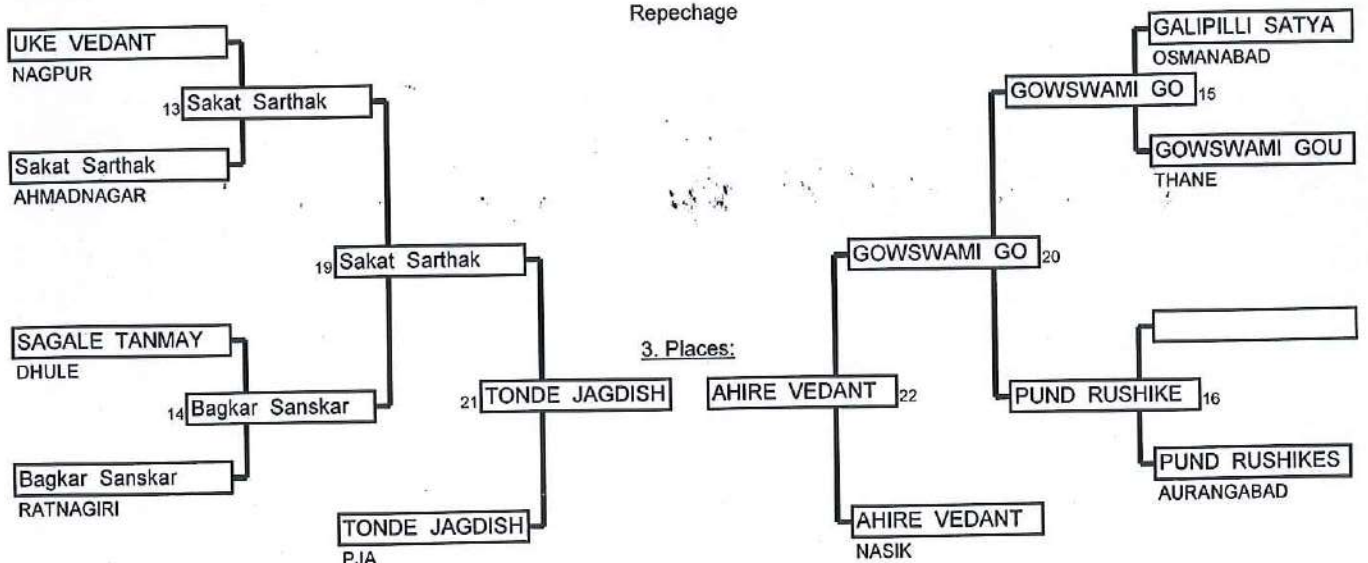 Repechage
UKE VEDANT
NAGPUR
13 Sakat Sarthak
Sakat Sarthak
AHMADNAGAR
19 Sakat Sarthak
SAGALE TANMAY
DHULE
14 Bagkar Sanskar
Bagkar Sanskar
RATNAGIRI
21 TONDE JAGDISH
TONDE JAGDISH
PJA
3. Places:
GALIPILLI SATYA
OSMANABAD
GOWSWAMI GO 15
GOWSWAMI GOU
THANE
GOWSWAMI GO 20
AHIRE VEDANT 22
PUND RUSHIKE 16
PUND RUSHIKES
AURANGABAD
AHIRE VEDANT
NASIK